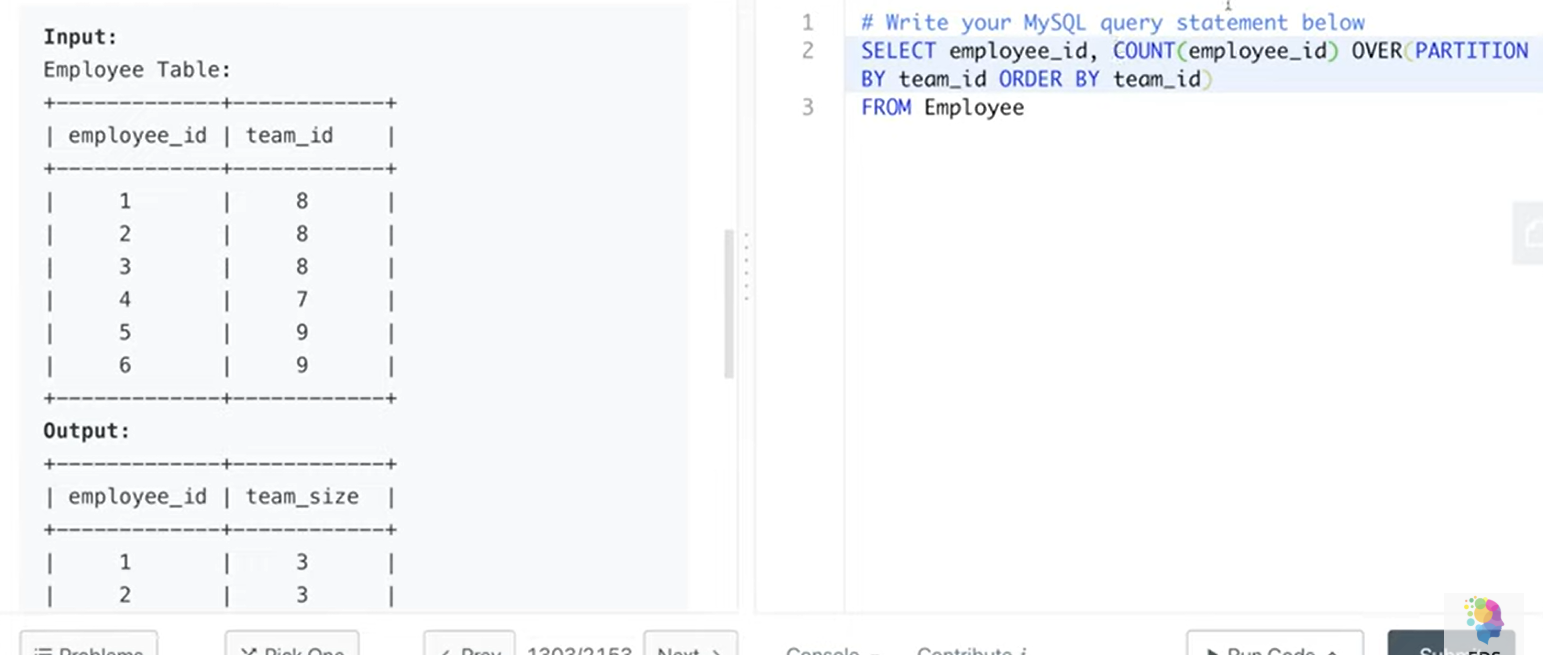 Input:
Employee Table:
+-------------+------------+
| employee_id | team_id    |
+-------------+------------+
|     1       |     8      |
|     2       |     8      |
|     3       |     8      |
|     4       |     7      |
|     5       |     9      |
|     6       |     9      |
+-------------+------------+
Output:
+-------------+------------+
| employee_id | team_size  |
+-------------+------------+
|     1       |     3      |
|     2       |     3      |
1 # Write your MySQL query statement below
2 SELECT employee_id, COUNT(employee_id) OVER(PARTITION
BY team_id ORDER BY team_id)
3 FROM Employee
Problems
Pick One
Prev
1303/2153
Next
Console
Contribute i
Run Code